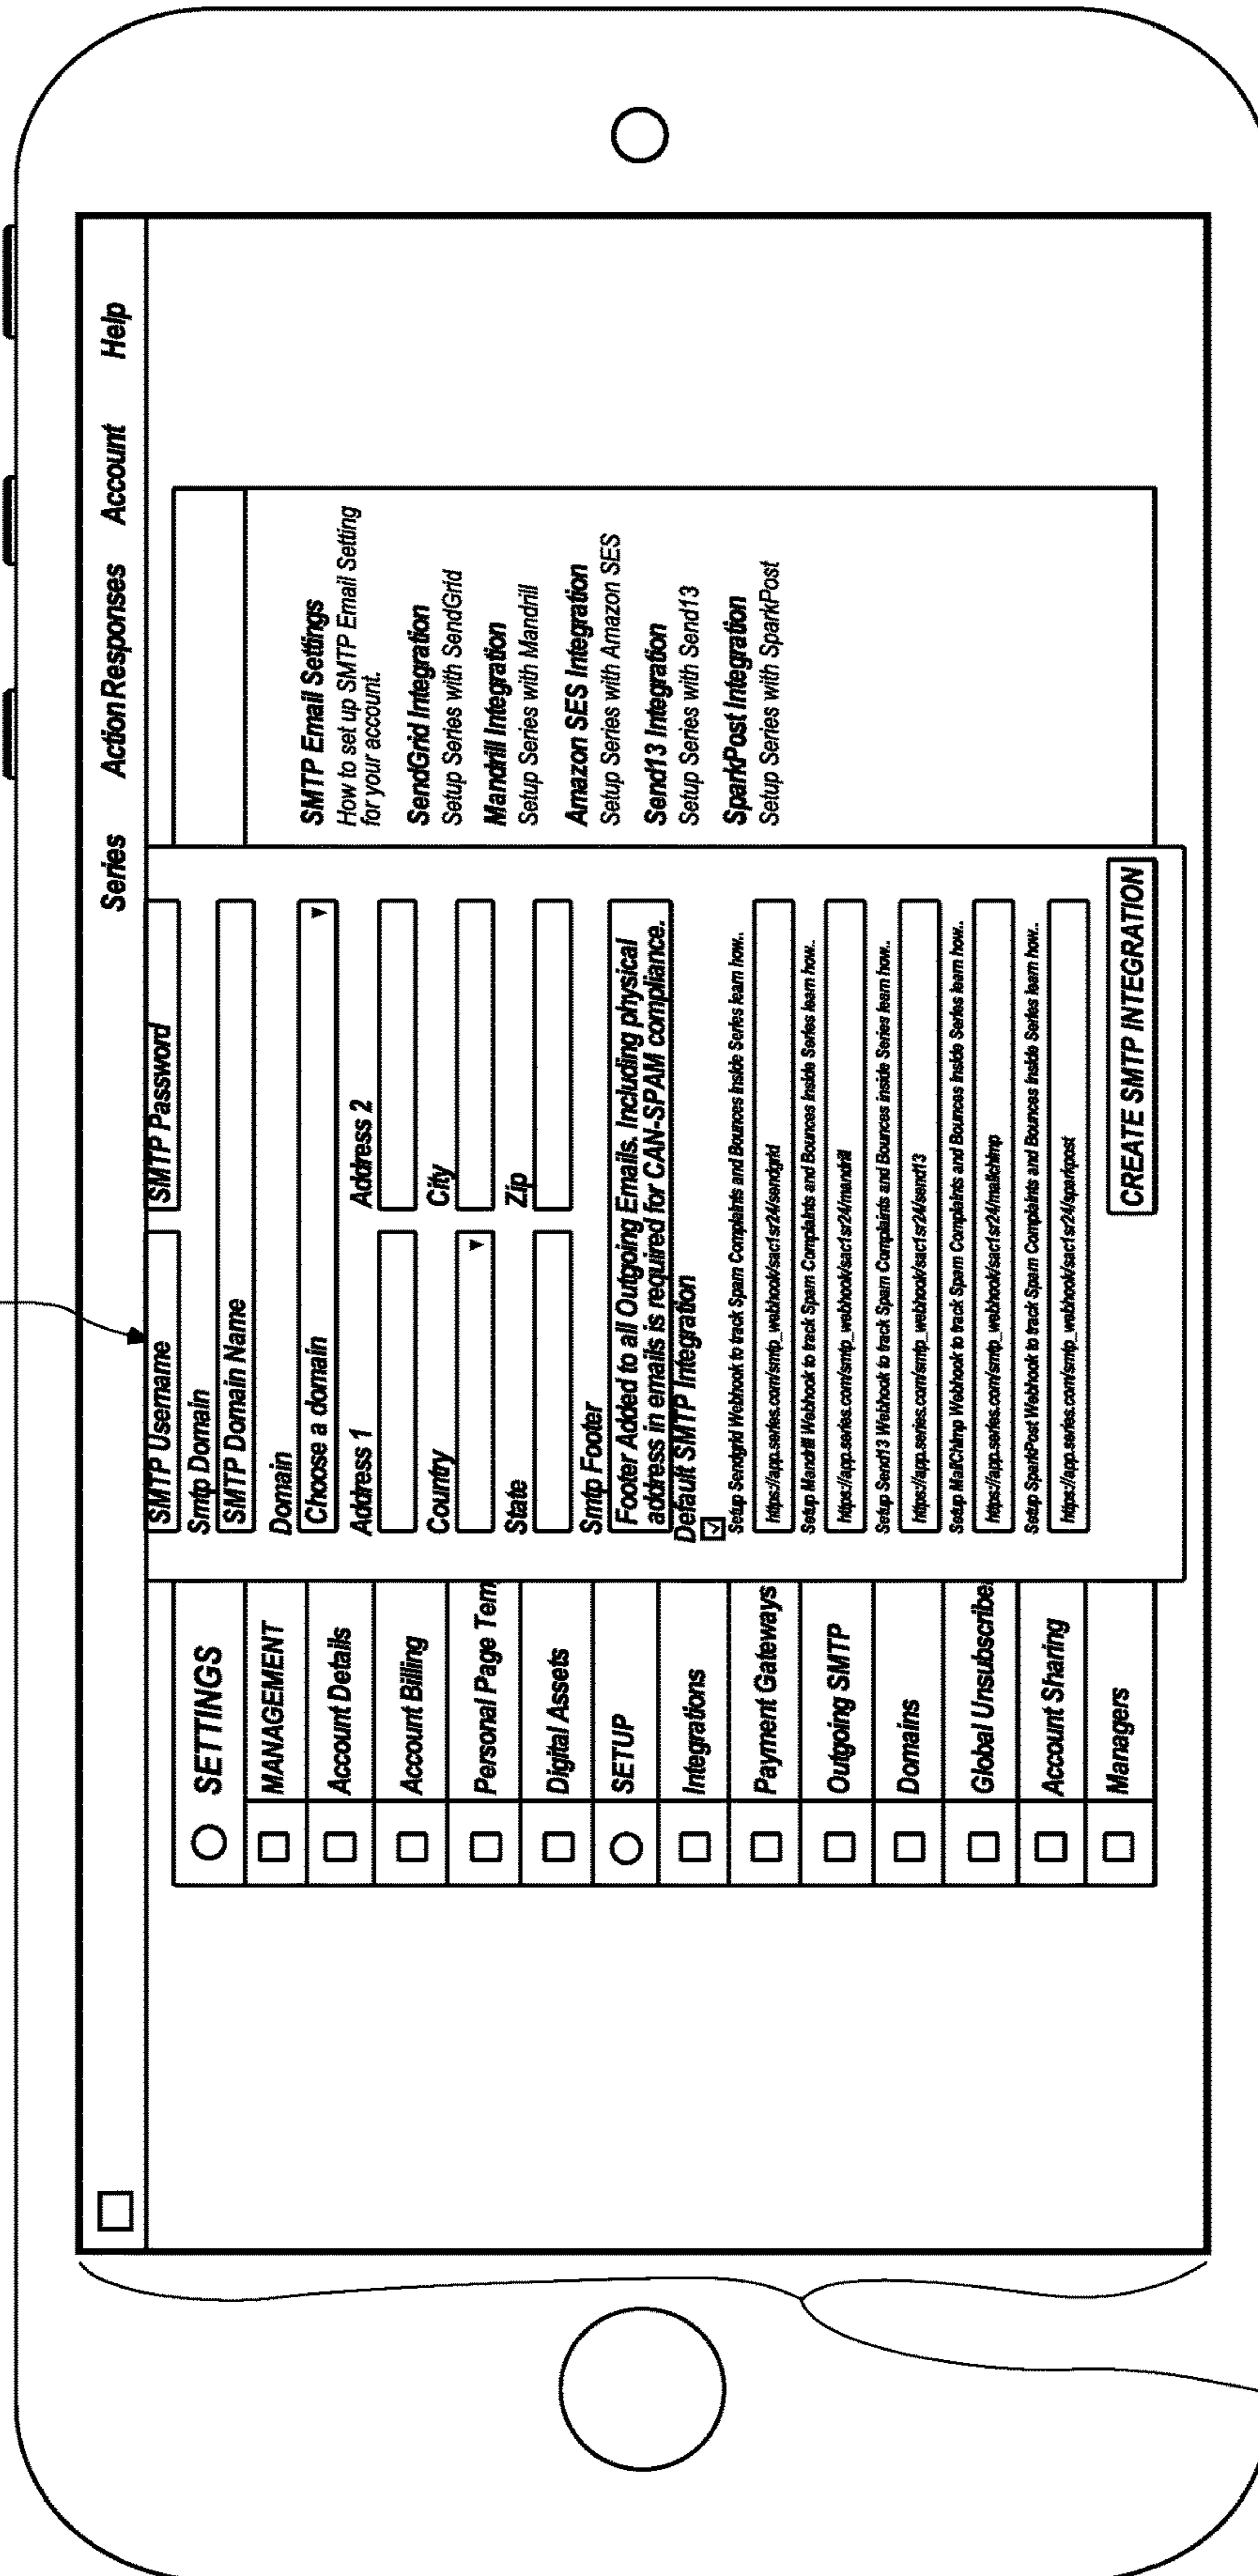 Series ActionResponses Account Help
SETTINGS
MANAGEMENT
Account Details
Account Billing
Personal Page Tem
Digital Assets
SETUP
Integrations
Payment Gateways
Outgoing SMTP
Domains
Global Unsubscribe
Account Sharing
Managers
SMTP Username SMTP Password
Smtp Domain
SMTP Domain Name
Domain
Choose a domain
Address 1 Address 2
Country City
State Zip
Smtp Footer
Footer Added to all Outgoing Emails. Including physical
address in emails is required for CAN-SPAM compliance.
Default SMTP Integration
Setup Sendgrid Webhook to track Spam Complaints and Bounces Inside Series learn how..
https://app.series.com/smtp_webhook/sac1sr24/sendgrid
Setup Mandrill Webhook to track Spam Complaints and Bounces Inside Series learn how..
https://app.series.com/smtp_webhook/sac1sr24/mandrill
Setup Send13 Webhook to track Spam Complaints and Bounces Inside Series learn how..
https://app.series.com/smtp_webhook/sac1sr24/send13
Setup MailChimp Webhook to track Spam Complaints and Bounces Inside Series learn how..
https://app.series.com/smtp_webhook/sac1sr24/mailchimp
Setup SparkPost Webhook to track Spam Complaints and Bounces Inside Series learn how..
https://app.series.com/smtp_webhook/sac1sr24/sparkpost
CREATE SMTP INTEGRATION
SMTP Email Settings
How to set up SMTP Email Setting
for your account.
SendGrid Integration
Setup Series with SendGrid
Mandrill Integration
Setup Series with Mandrill
Amazon SES Integration
Setup Series with Amazon SES
Send13 Integration
Setup Series with Send13
SparkPost Integration
Setup Series with SparkPost